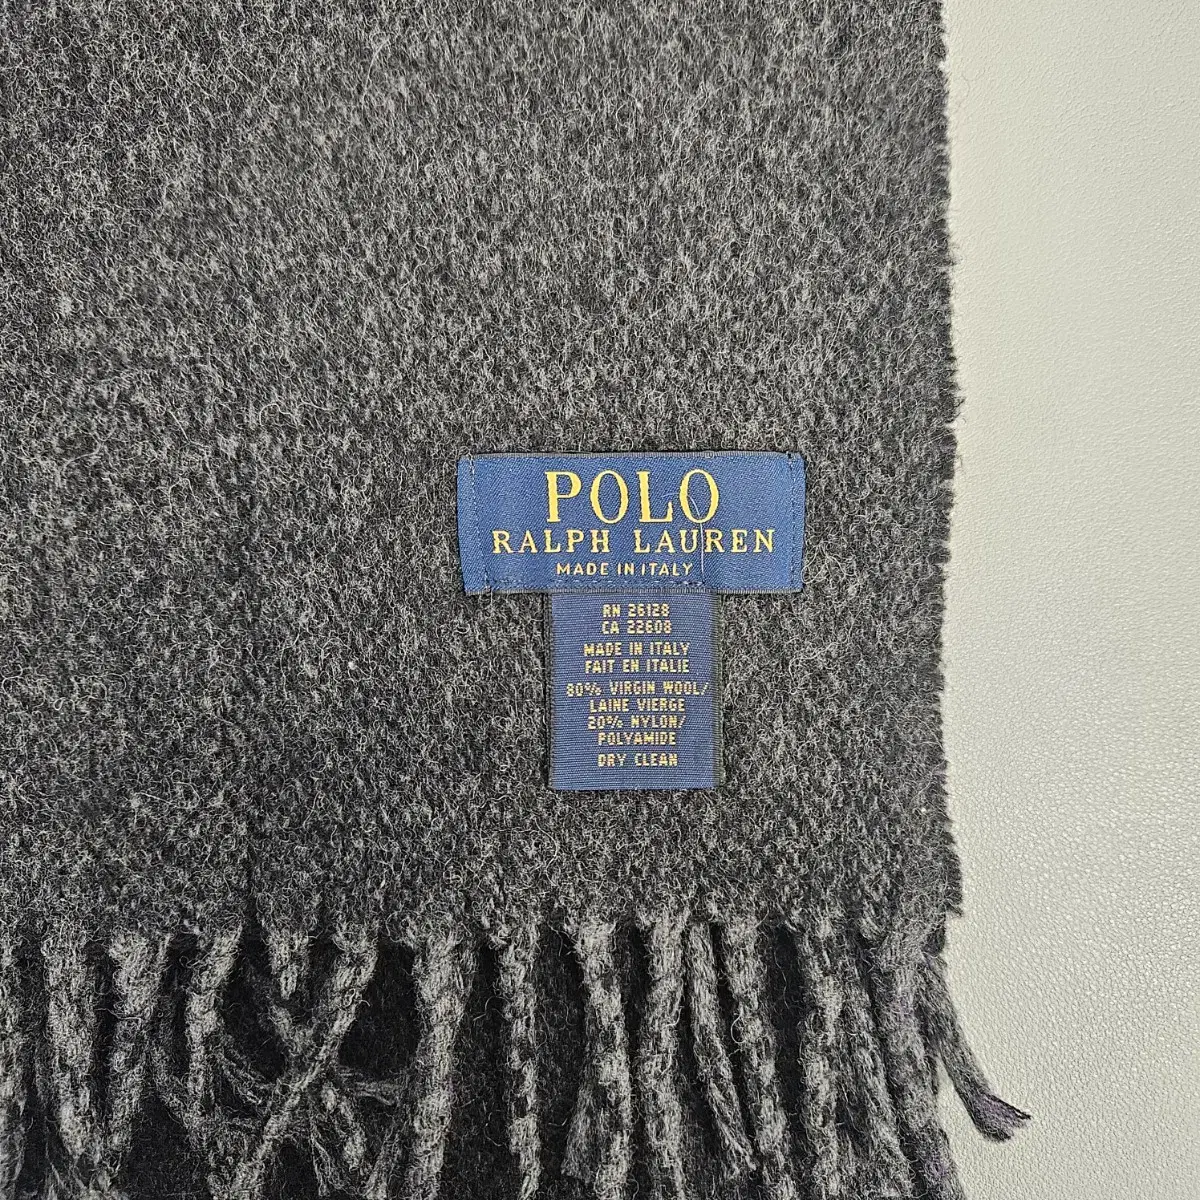 POLO
RALPH LAUREN
MADE IN ITALY
RN 26128
CA 22608
MADE IN ITALY
FAIT EN ITALIE
80% VIRGIN WOOL/
LAINE VIERGE
20% NYLON/
POLYAMIDE
DRY CLEAN